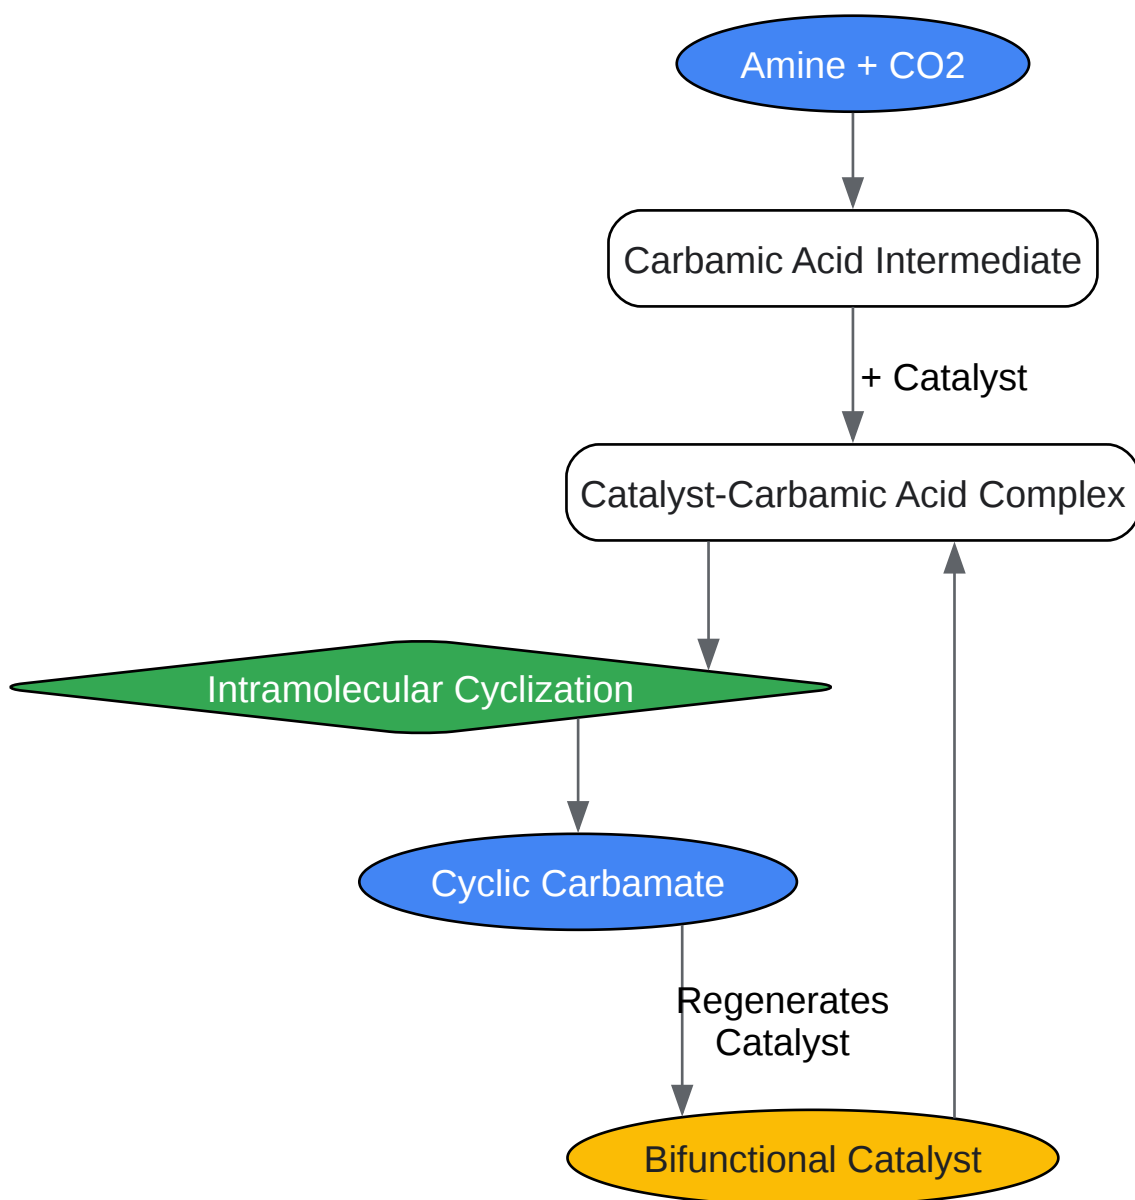 Amine + CO2
Carbamic Acid Intermediate
+ Catalyst
Catalyst-Carbamic Acid Complex
Intramolecular Cyclization
Cyclic Carbamate
Regenerates
Catalyst
Bifunctional Catalyst